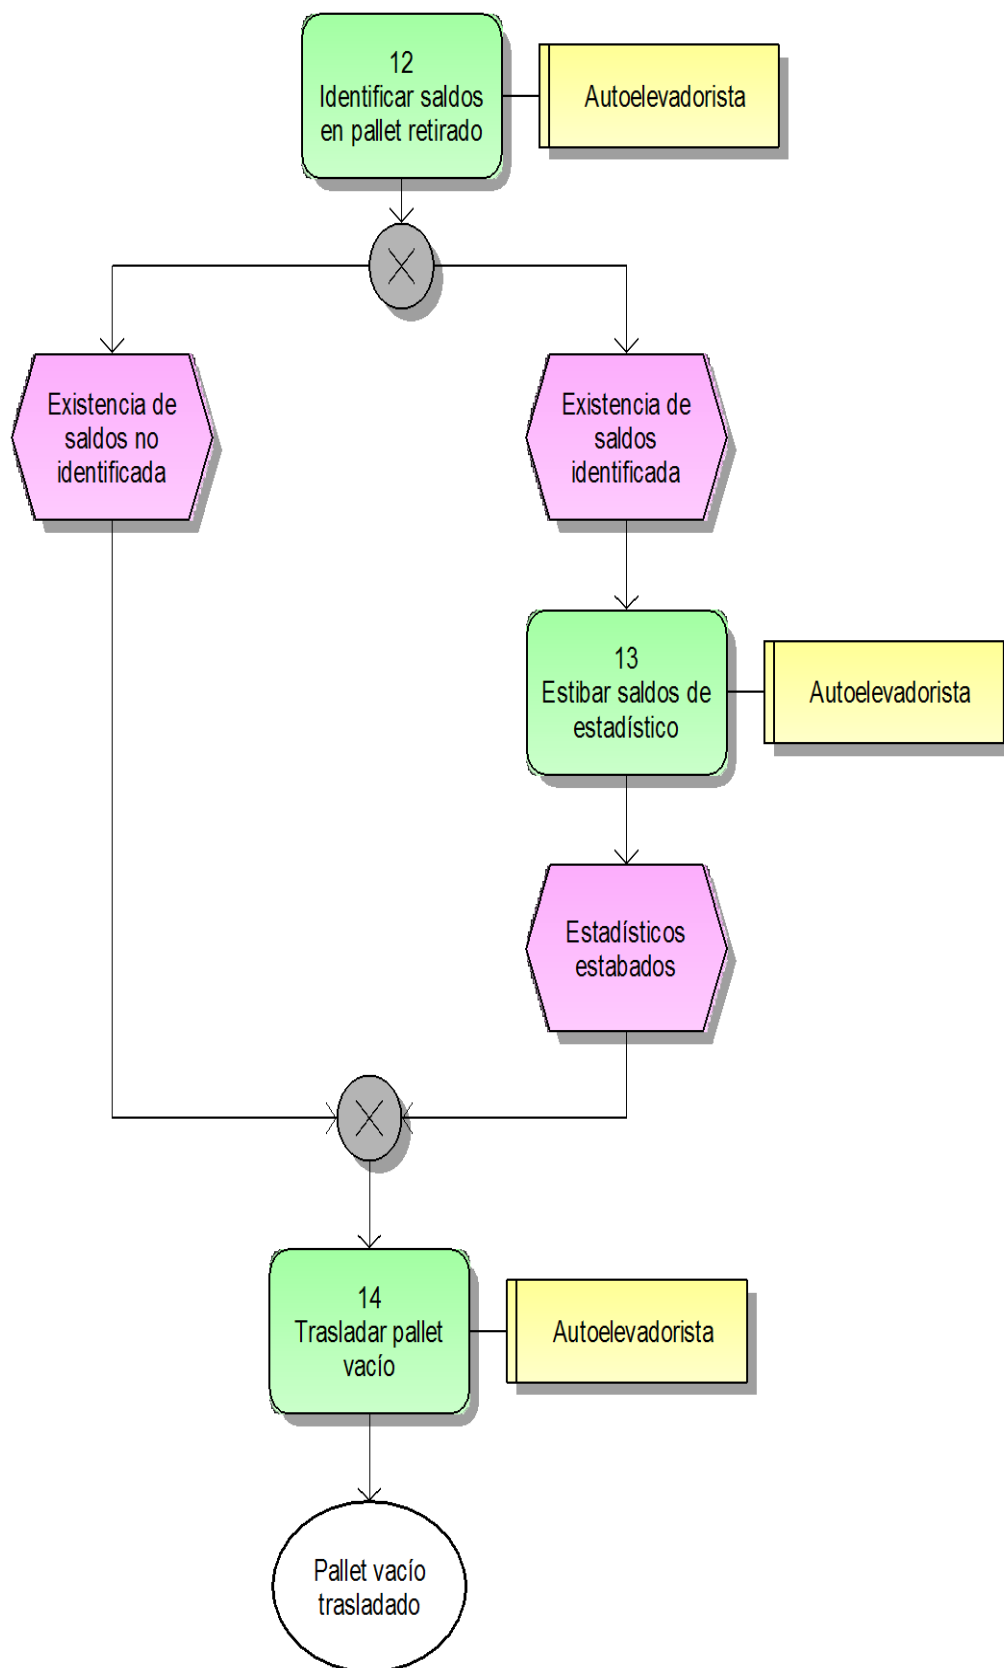 12
Identificar saldos
en pallet retirado
Autoelevadorista
Existencia de
saldos no
identificada
Existencia de
saldos
identificada
13
Estibar saldos de
estadístico
Autoelevadorista
Estadísticos
estabados
14
Trasladar pallet
vacío
Autoelevadorista
Pallet vacío
trasladado